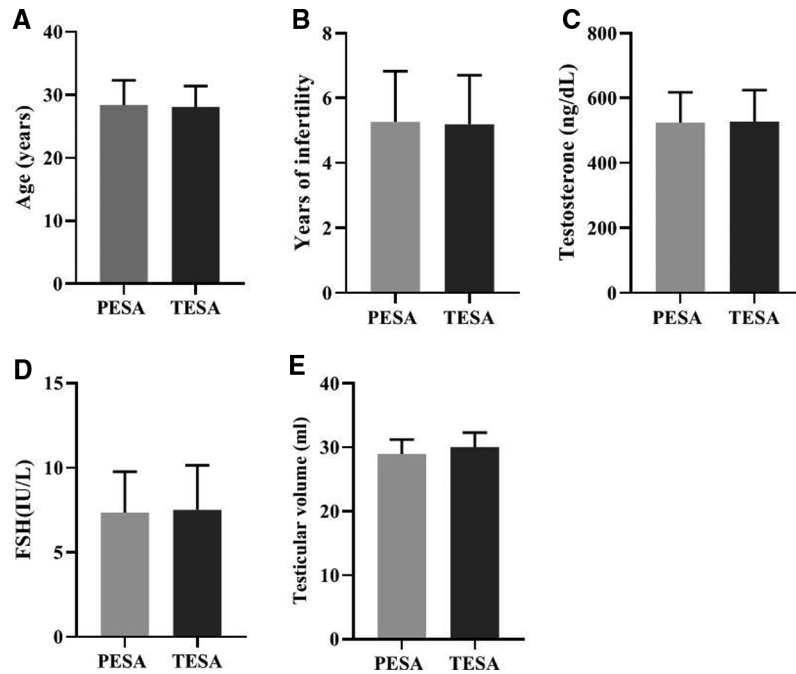 A
Age (years)
40
30
20
10
0
PESA TESA
B
Years of infertility
8
6
4
2
0
PESA TESA
C
Testosterone (ng/dL)
800
600
400
200
0
PESA TESA
D
FSH(IU/L)
15
10
5
0
PESA TESA
E
Testicular volume (ml)
40
30
20
10
0
PESA TESA